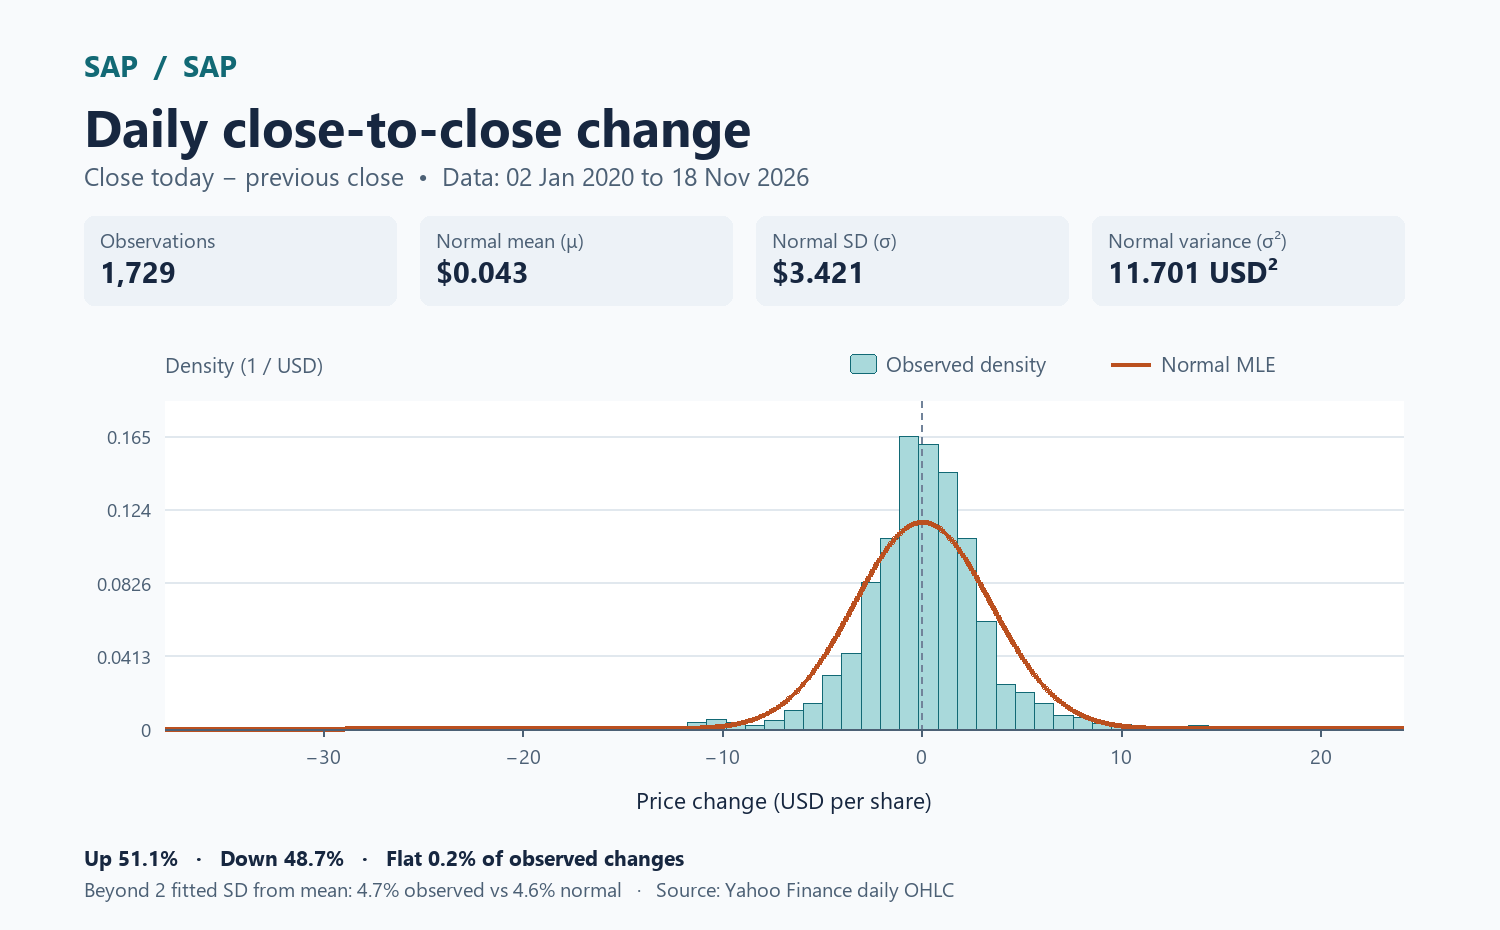 SAP / SAP
Daily close-to-close change
Close today − previous close • Data: 02 Jan 2020 to 18 Nov 2026
Observations
1,729
Normal mean (μ)
$0.043
Normal SD (σ)
$3.421
Normal variance (σ²)
11.701 USD²
Density (1 / USD)
Observed density
Normal MLE
0.165
0.124
0.0826
0.0413
0
−30
−20
−10
0
10
20
Price change (USD per share)
Up 51.1% · Down 48.7% · Flat 0.2% of observed changes
Beyond 2 fitted SD from mean: 4.7% observed vs 4.6% normal · Source: Yahoo Finance daily OHLC